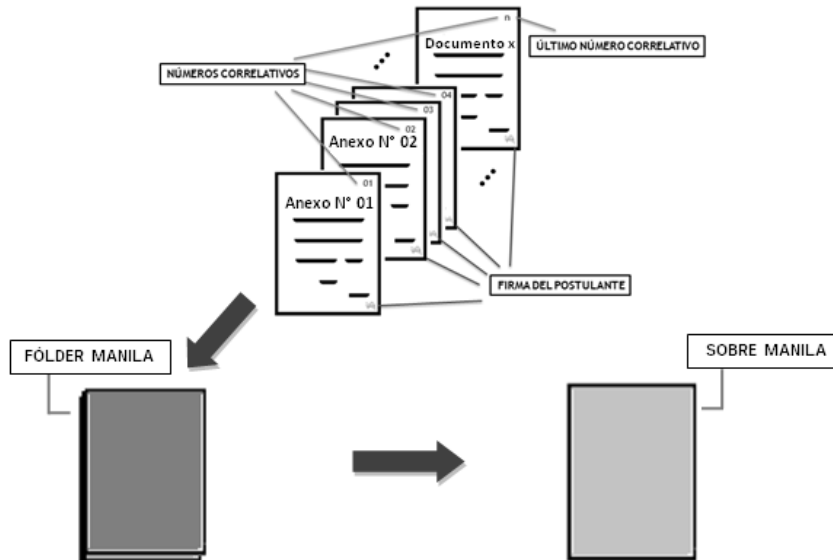 n
Documento x
ÚLTIMO NÚMERO CORRELATIVO
NÚMEROS CORRELATIVOS
04
03
02
Anexo N° 02
01
Anexo N° 01
FIRMA DEL POSTULANTE
FÓLDER MANILA
SOBRE MANILA